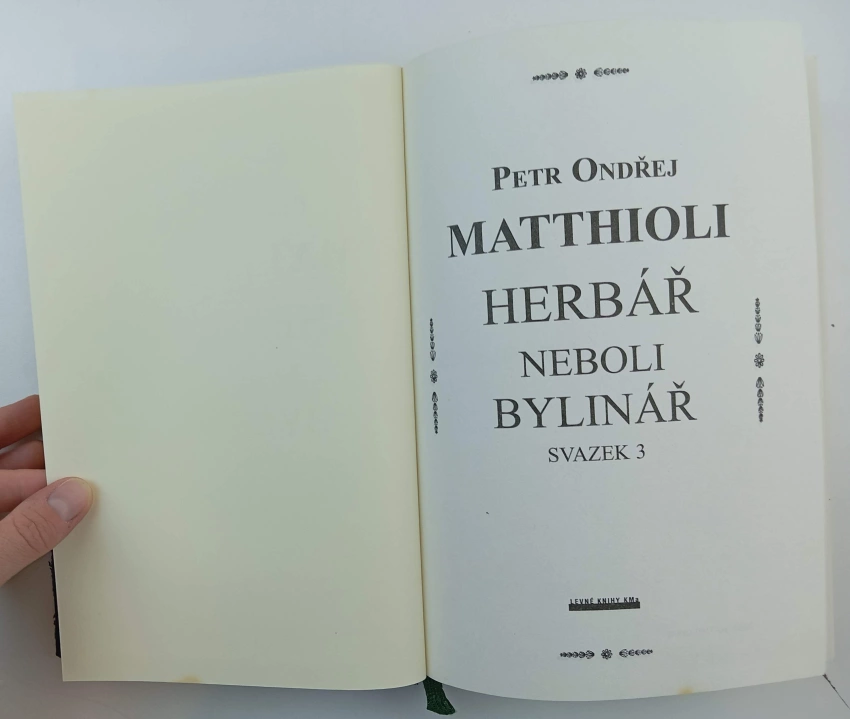 PETR ONDŘEJ
MATTHIOLI
HERBÁŘ
NEBOLI
BYLINÁŘ
SVAZEK 3
LEVNÉ KNIHY KMa